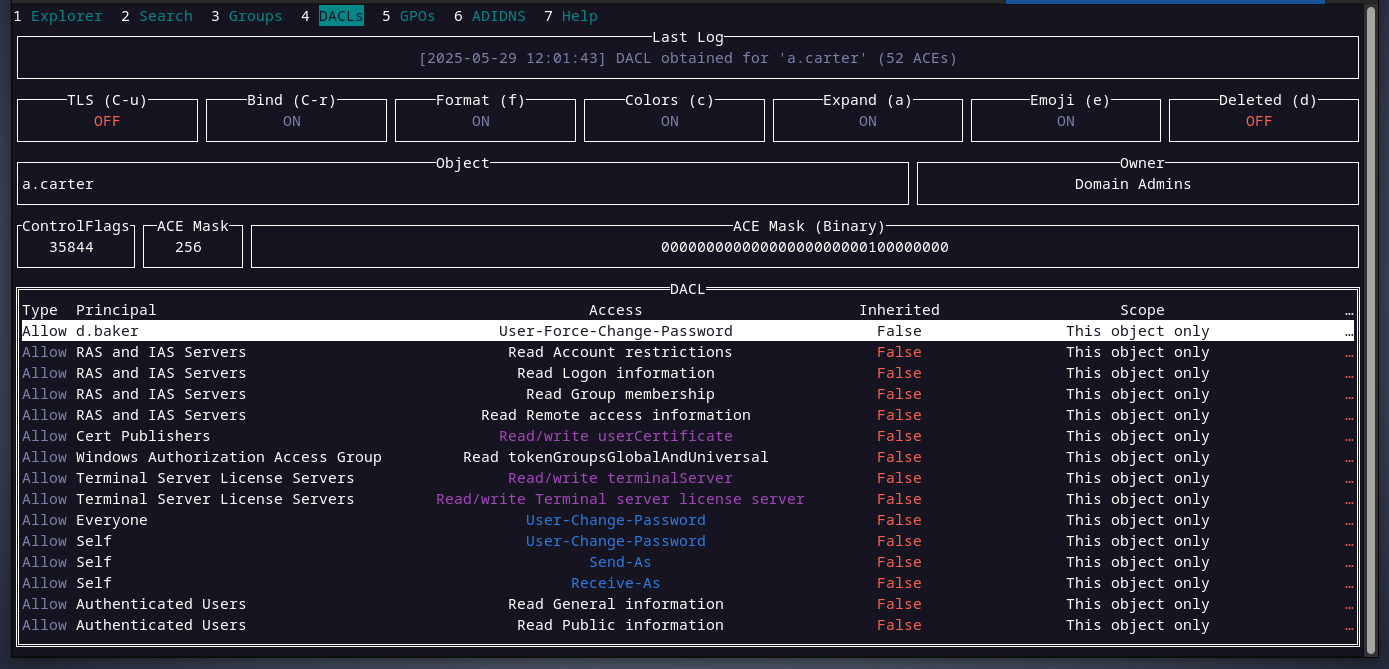 1 Explorer 2 Search 3 Groups 4 DACLs 5 GPOs 6 ADIDNS 7 Help
Last Log
[2025-05-29 12:01:43] DACL obtained for 'a.carter' (52 ACEs)
TLS (C-u) Bind (C-r) Format (f) Colors (c) Expand (a) Emoji (e) Deleted (d)
OFF ON ON ON ON ON OFF
Object Owner
a.carter Domain Admins
ControlFlags ACE Mask ACE Mask (Binary)
35844 256 00000000000000000000000100000000
DACL
Type Principal Access Inherited Scope …
Allow d.baker User-Force-Change-Password False This object only …
Allow RAS and IAS Servers Read Account restrictions False This object only …
Allow RAS and IAS Servers Read Logon information False This object only …
Allow RAS and IAS Servers Read Group membership False This object only …
Allow RAS and IAS Servers Read Remote access information False This object only …
Allow Cert Publishers Read/write userCertificate False This object only …
Allow Windows Authorization Access Group Read tokenGroupsGlobalAndUniversal False This object only …
Allow Terminal Server License Servers Read/write terminalServer False This object only …
Allow Terminal Server License Servers Read/write Terminal server license server False This object only …
Allow Everyone User-Change-Password False This object only …
Allow Self User-Change-Password False This object only …
Allow Self Send-As False This object only …
Allow Self Receive-As False This object only …
Allow Authenticated Users Read General information False This object only …
Allow Authenticated Users Read Public information False This object only …